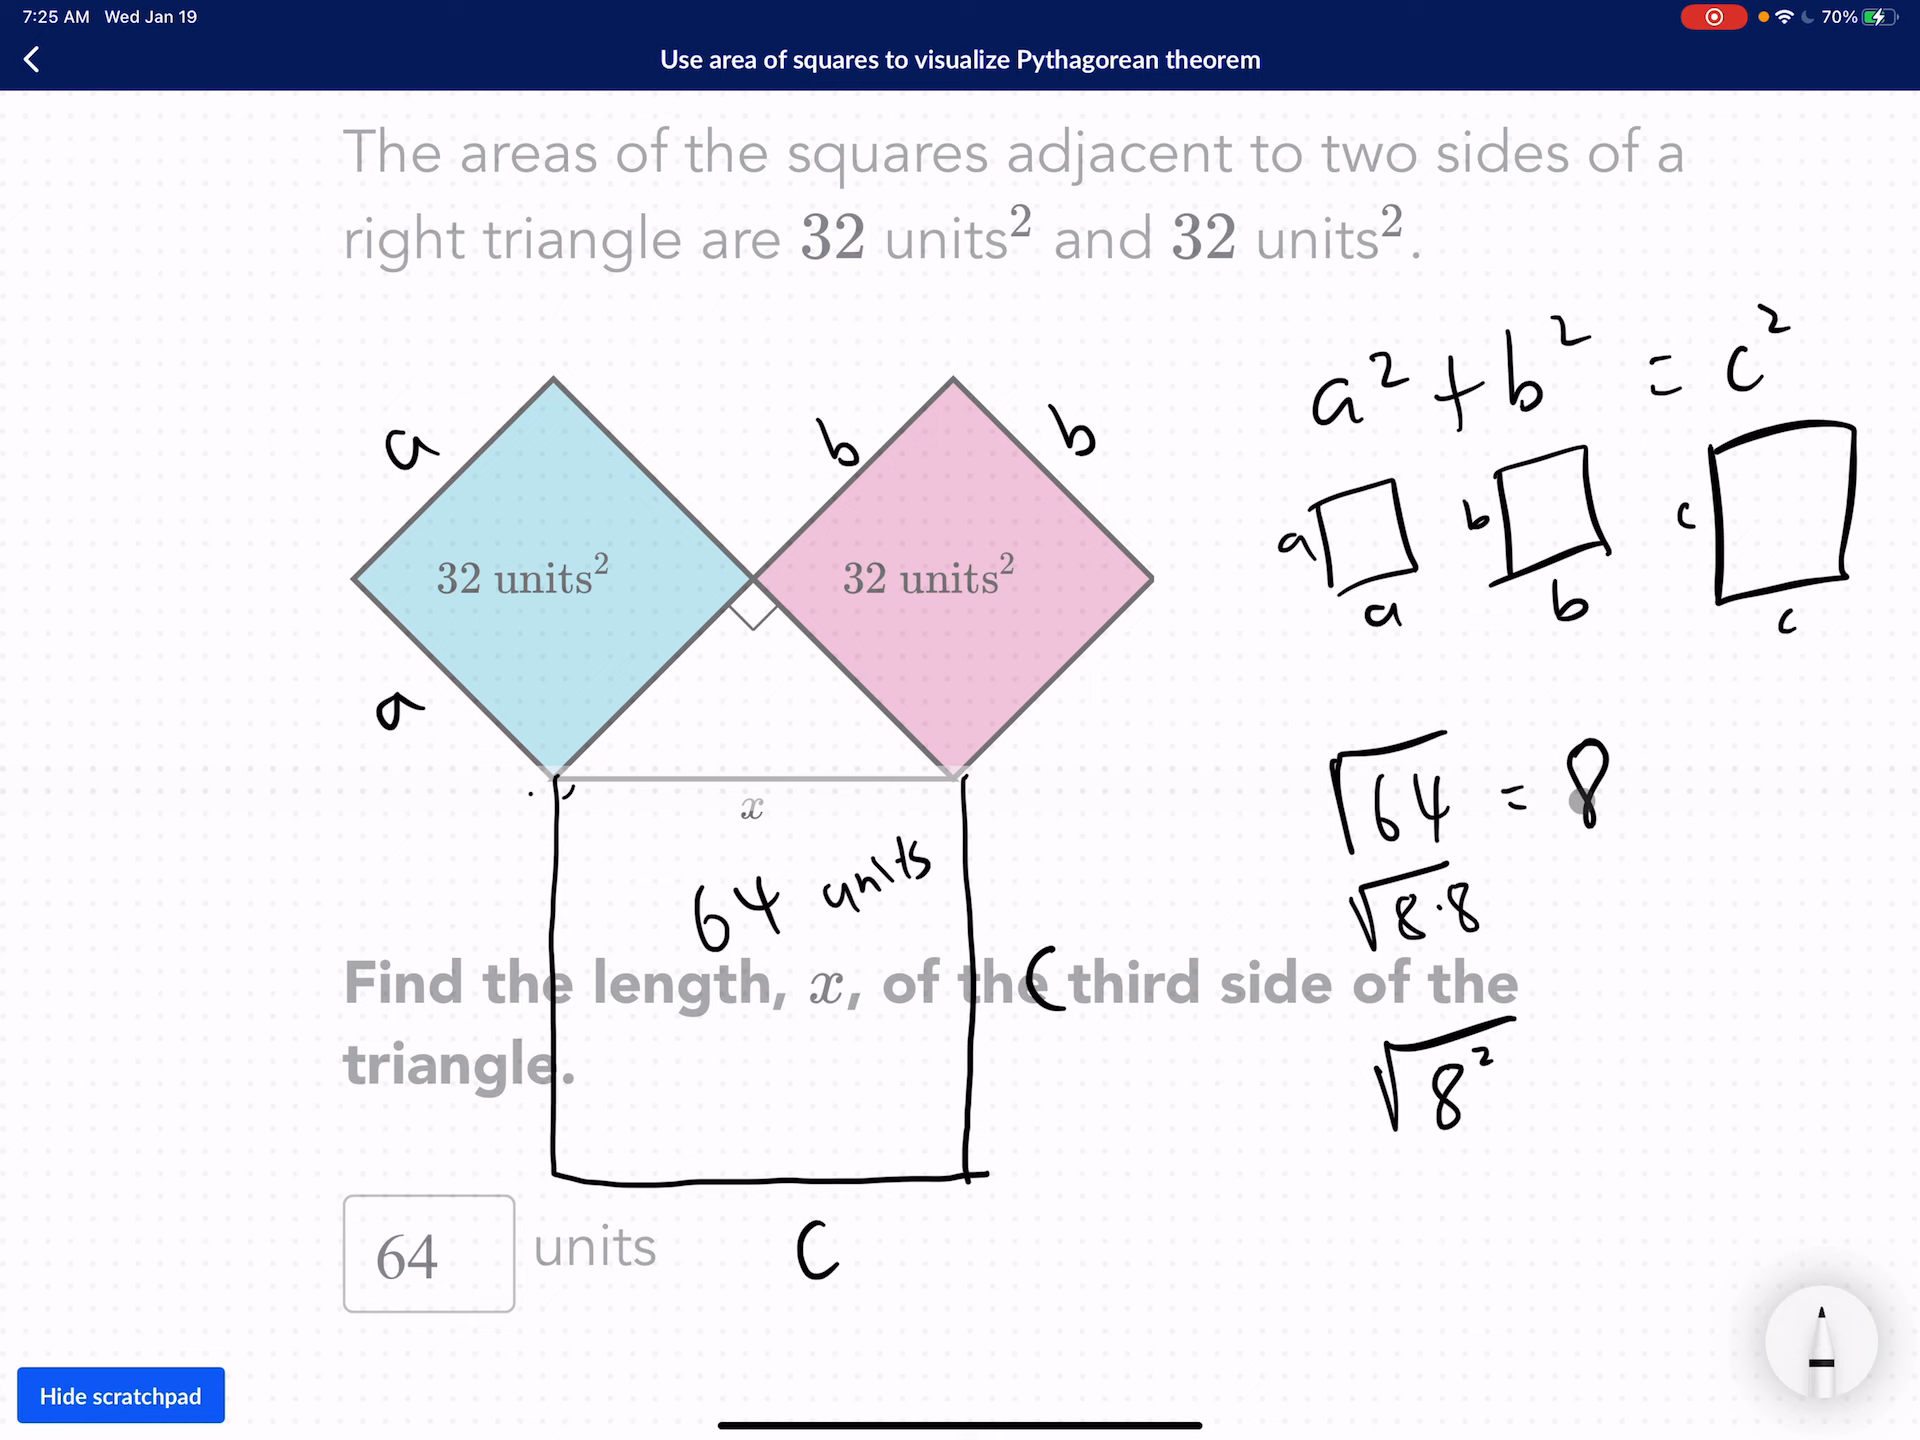 7:25 AM Wed Jan 19
70%
Use area of squares to visualize Pythagorean theorem
The areas of the squares adjacent to two sides of a
right triangle are 32 units² and 32 units².
a² + b² = c²
a
b
b
a
b
c
a
b
c
32 units²
32 units²
a
x
√64 = 8
64 units
√8·8
Find the length, x, of the third side of the
C
triangle.
√8²
64 units
C
Hide scratchpad